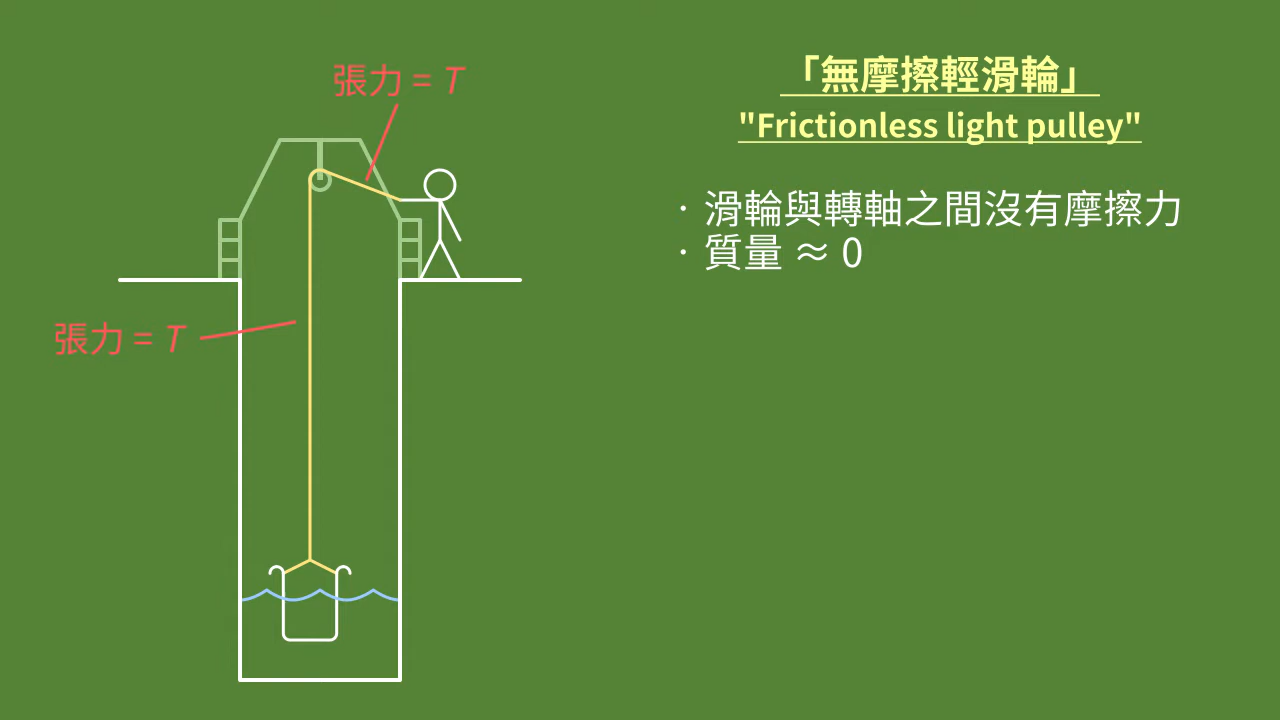 張力 = T
張力 = T
「無摩擦輕滑輪」
"Frictionless light pulley"
· 滑輪與轉軸之間沒有摩擦力
· 質量 ≈ 0